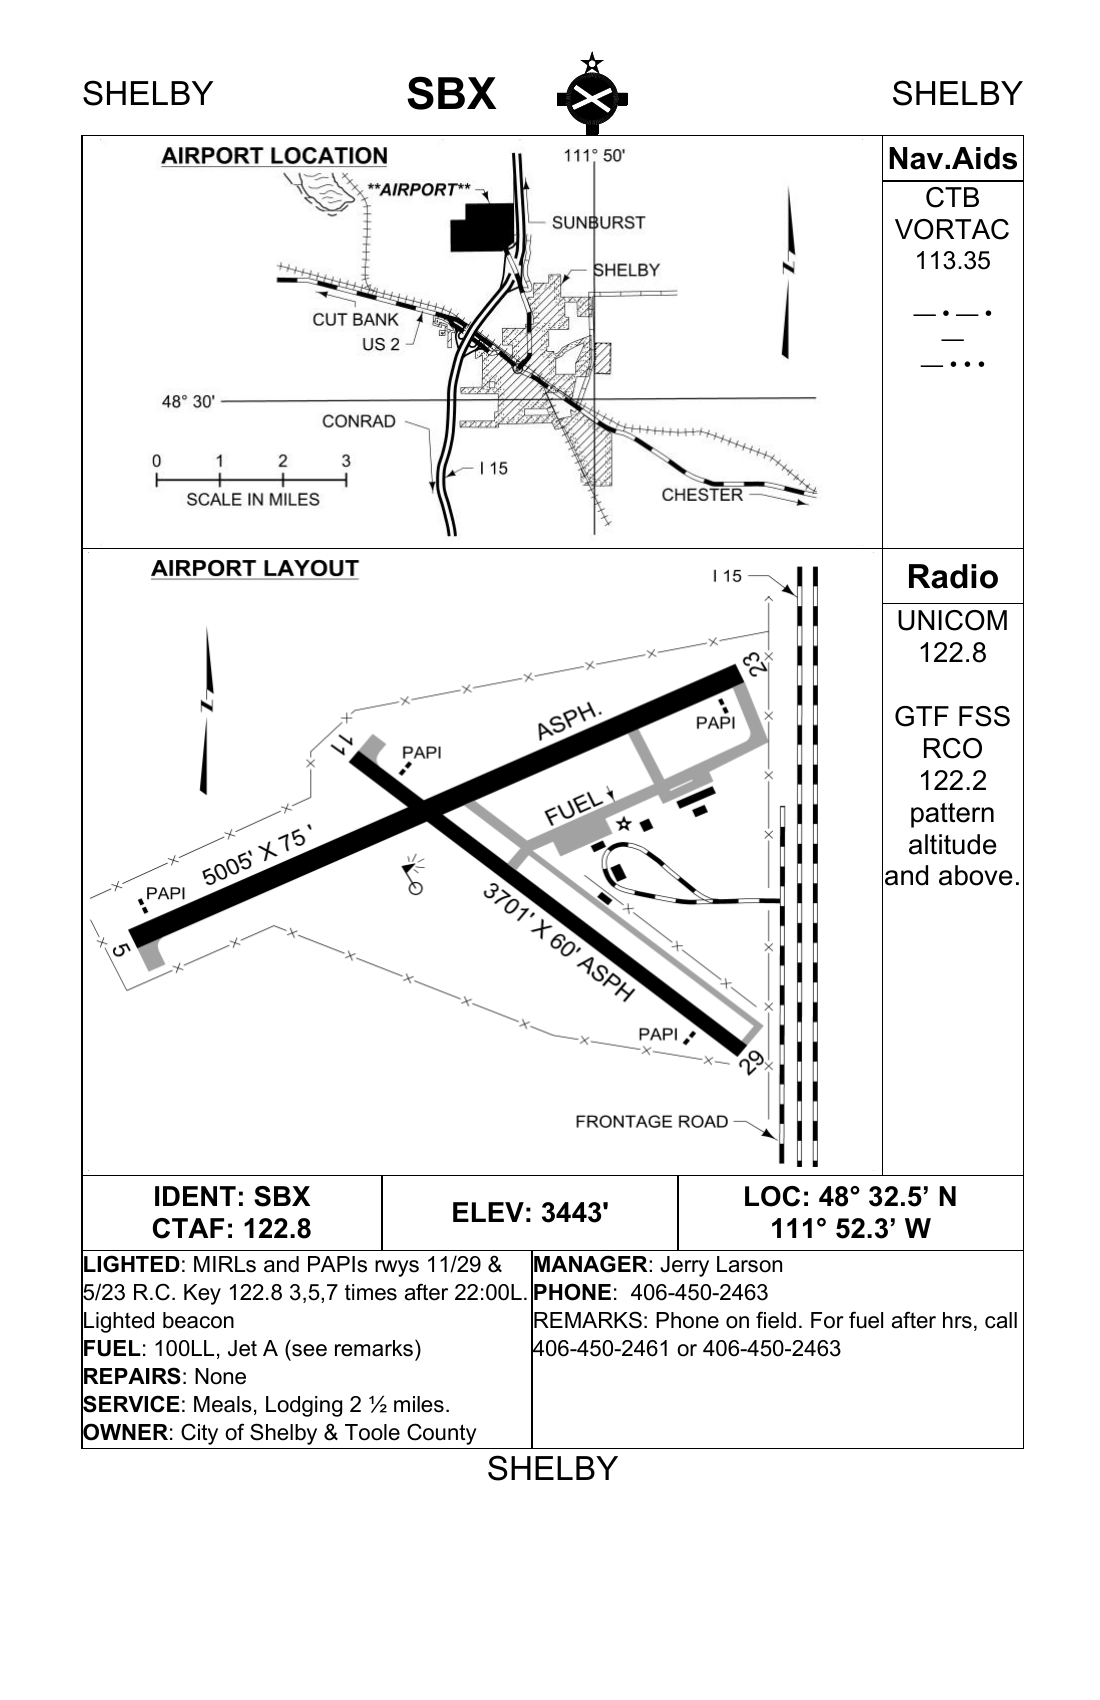 SHELBY SBX SHELBY
AIRPORT LOCATION
111° 50'
**AIRPORT**
SUNBURST
SHELBY
CUT BANK
US 2
48° 30'
CONRAD
0 1 2 3
I 15
SCALE IN MILES
CHESTER
N
Nav.Aids
CTB
VORTAC
113.35
— • — •
—
— • • •
AIRPORT LAYOUT
I 15
N
23
ASPH.
PAPI
11
PAPI
FUEL
5005' X 75 '
PAPI
5
3701' X 60' ASPH
PAPI
29
FRONTAGE ROAD
Radio
UNICOM
122.8
GTF FSS
RCO
122.2
pattern
altitude
and above.
IDENT: SBX
CTAF: 122.8
ELEV: 3443'
LOC: 48° 32.5’ N
111° 52.3’ W
LIGHTED: MIRLs and PAPIs rwys 11/29 &
5/23 R.C. Key 122.8 3,5,7 times after 22:00L.
Lighted beacon
FUEL: 100LL, Jet A (see remarks)
REPAIRS: None
SERVICE: Meals, Lodging 2 ½ miles.
OWNER: City of Shelby & Toole County
MANAGER: Jerry Larson
PHONE: 406-450-2463
REMARKS: Phone on field. For fuel after hrs, call
406-450-2461 or 406-450-2463
SHELBY